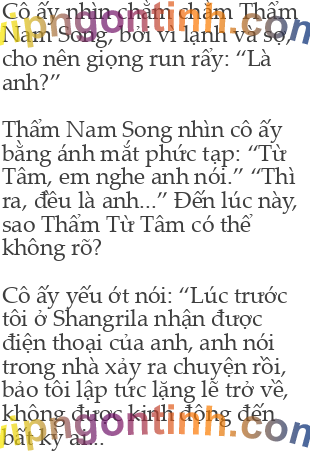 Cô ấy nhìn chằm chằm Thẩm
Nam Song, bởi vì lạnh và sợ,
cho nên giọng run rẩy: “Là
anh?”
Thẩm Nam Song nhìn cô ấy
bằng ánh mắt phức tạp: “Từ
Tâm, em nghe anh nói.” “Thì
ra, đều là anh...” Đến lúc này,
sao Thẩm Từ Tâm có thể
không rõ?
Cô ấy yếu ớt nói: “Lúc trước
tôi ở Shangrila nhận được
điện thoại của anh, anh nói
trong nhà xảy ra chuyện rồi,
bảo tôi lập tức lặng lẽ trở về,
không được kinh động đến
bất kỳ ai...
vipngontinh.com
vipngontinh.com